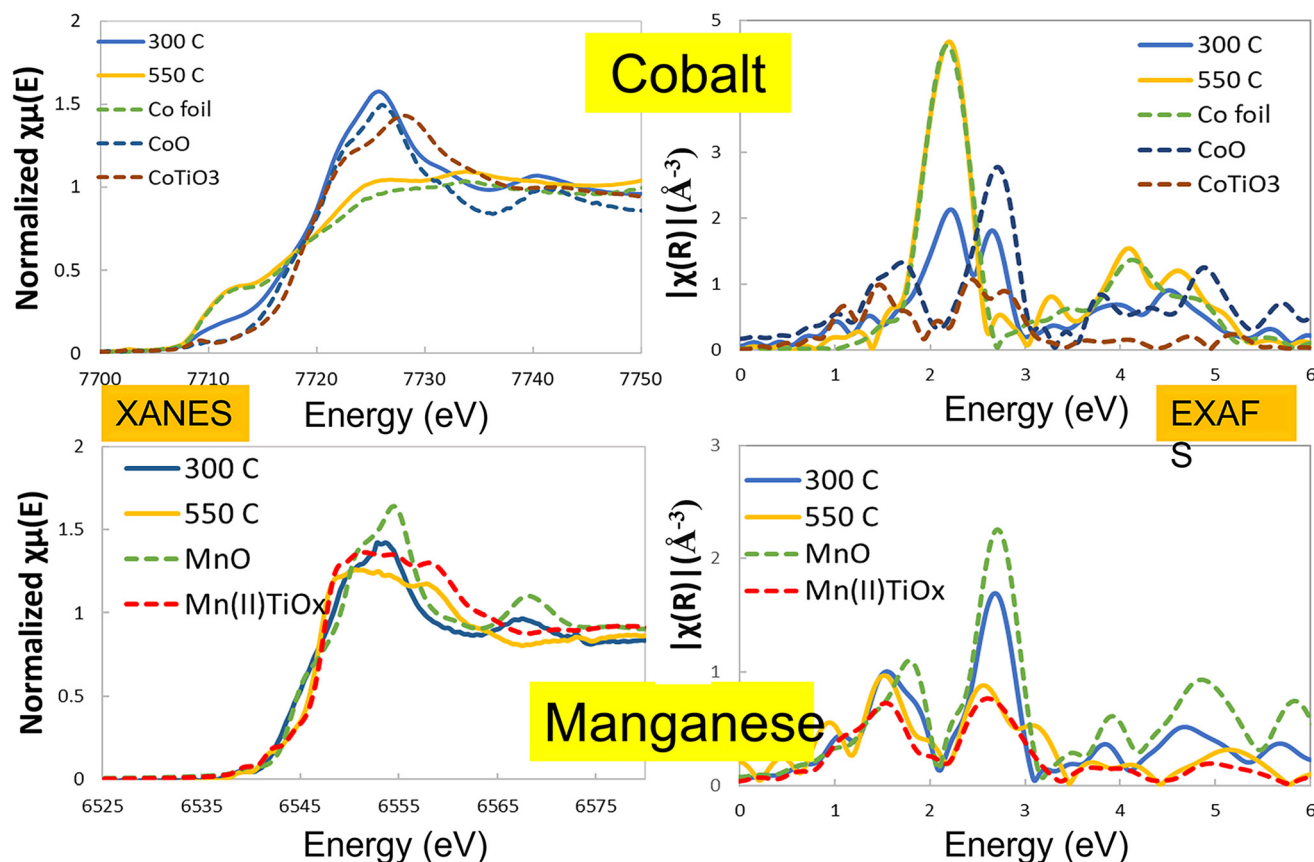 Cobalt
Normalized χμ(E)
2
1.5
1
0.5
0
300 C
550 C
Co foil
CoO
CoTiO3
7700
7710
7720
7730
7740
7750
Energy (eV)
XANES
|χ(R)|(Å⁻³)
5
3
2
1
0
300 C
550 C
Co foil
CoO
CoTiO3
0
1
2
3
4
5
6
Energy (eV)
EXAF
S
Normalized χμ(E)
2
1.5
1
0.5
0
300 C
550 C
MnO
Mn(II)TiOx
6525
6535
6545
6555
6565
6575
Energy (eV)
Manganese
|χ(R)|(Å⁻³)
3
2
1
0
300 C
550 C
MnO
Mn(II)TiOx
0
1
2
3
4
5
6
Energy (eV)